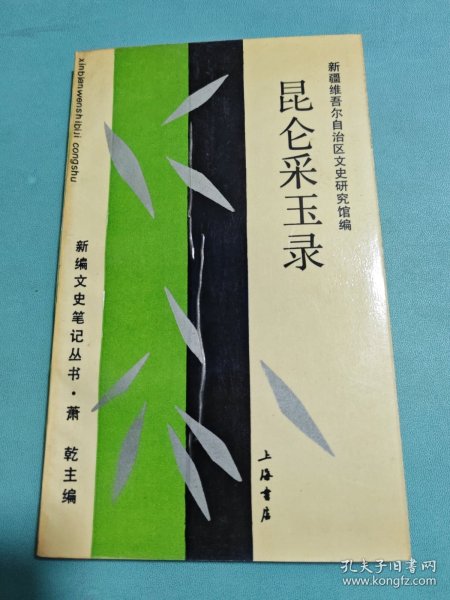 新疆维吾尔自治区文史研究馆编
昆仑采玉录
上海书店
xinbianwenshibiji congshu
新编文史笔记丛书·萧乾主编
孔夫子旧书网
www.kongfz.com